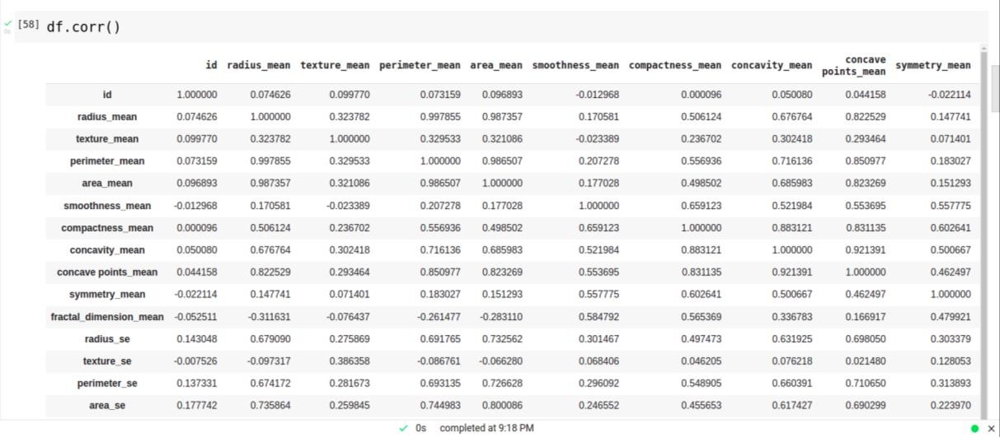 [58] df.corr()
0s
id radius_mean texture_mean perimeter_mean area_mean smoothness_mean compactness_mean concavity_mean concave points_mean symmetry_mean
id 1.000000 0.074626 0.099770 0.073159 0.096893 -0.012968 0.000096 0.050080 0.044158 -0.022114
radius_mean 0.074626 1.000000 0.323782 0.997855 0.987357 0.170581 0.506124 0.676764 0.822529 0.147741
texture_mean 0.099770 0.323782 1.000000 0.329533 0.321086 -0.023389 0.236702 0.302418 0.293464 0.071401
perimeter_mean 0.073159 0.997855 0.329533 1.000000 0.986507 0.207278 0.556936 0.716136 0.850977 0.183027
area_mean 0.096893 0.987357 0.321086 0.986507 1.000000 0.177028 0.498502 0.685983 0.823269 0.151293
smoothness_mean -0.012968 0.170581 -0.023389 0.207278 0.177028 1.000000 0.659123 0.521984 0.553695 0.557775
compactness_mean 0.000096 0.506124 0.236702 0.556936 0.498502 0.659123 1.000000 0.883121 0.831135 0.602641
concavity_mean 0.050080 0.676764 0.302418 0.716136 0.685983 0.521984 0.883121 1.000000 0.921391 0.500667
concave points_mean 0.044158 0.822529 0.293464 0.850977 0.823269 0.553695 0.831135 0.921391 1.000000 0.462497
symmetry_mean -0.022114 0.147741 0.071401 0.183027 0.151293 0.557775 0.602641 0.500667 0.462497 1.000000
fractal_dimension_mean -0.052511 -0.311631 -0.076437 -0.261477 -0.283110 0.584792 0.565369 0.336783 0.166917 0.479921
radius_se 0.143048 0.679090 0.275869 0.691765 0.732562 0.301467 0.497473 0.631925 0.698050 0.303379
texture_se -0.007526 -0.097317 0.386358 -0.086761 -0.066280 0.068406 0.046205 0.076218 0.021480 0.128053
perimeter_se 0.137331 0.674172 0.281673 0.693135 0.726628 0.296092 0.548905 0.660391 0.710650 0.313893
area_se 0.177742 0.735864 0.259845 0.744983 0.800086 0.246552 0.455653 0.617427 0.690299 0.223970
0s completed at 9:18 PM